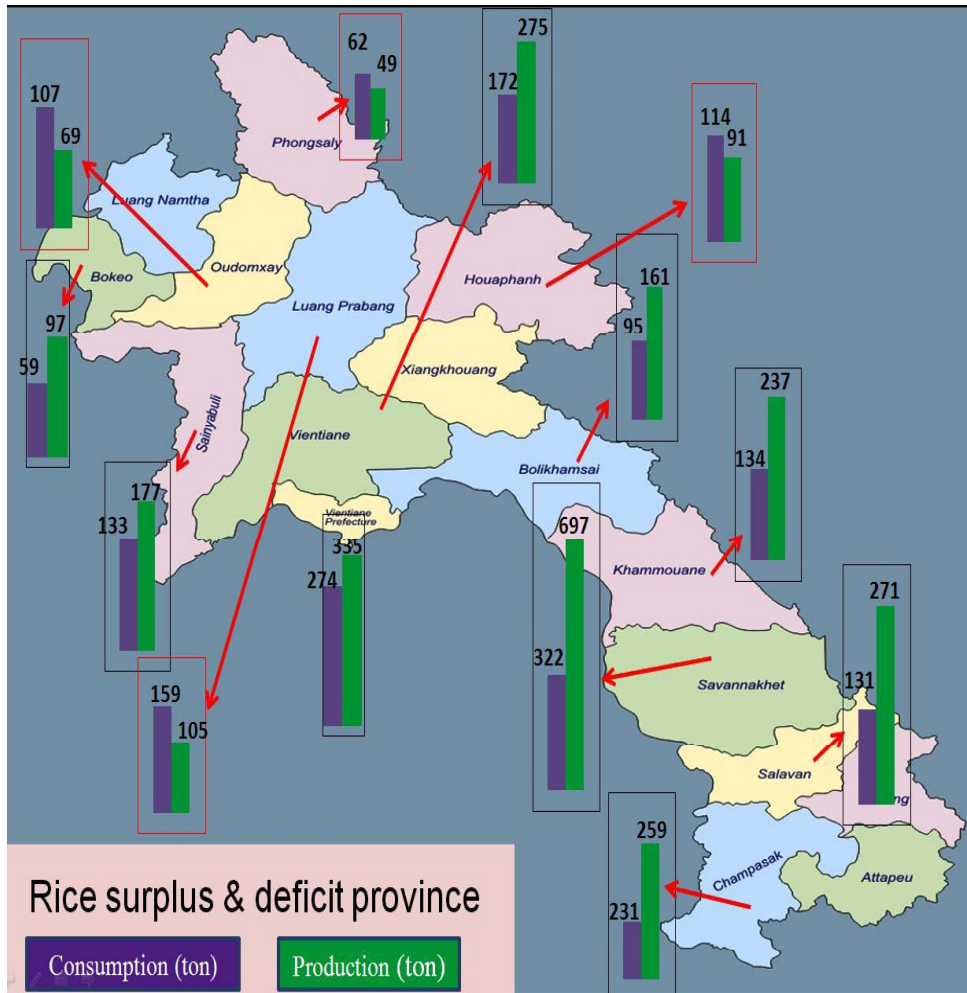 62
49
275
172
107
69
114
91
Phongsaly
Luang Namtha
Oudomxay
Bokeo
Houaphanh
Luang Prabang
161
95
97
59
Xiangkhouang
Sainyabuli
Vientiane
237
134
Bolikhamsai
177
133
Vientiane
Prefecture
335
274
697
322
Khammouane
271
131
Savannakhet
159
105
Salavan
ng
259
231
Champasak
Attapeu
Rice surplus & deficit province
Consumption (ton)
Production (ton)